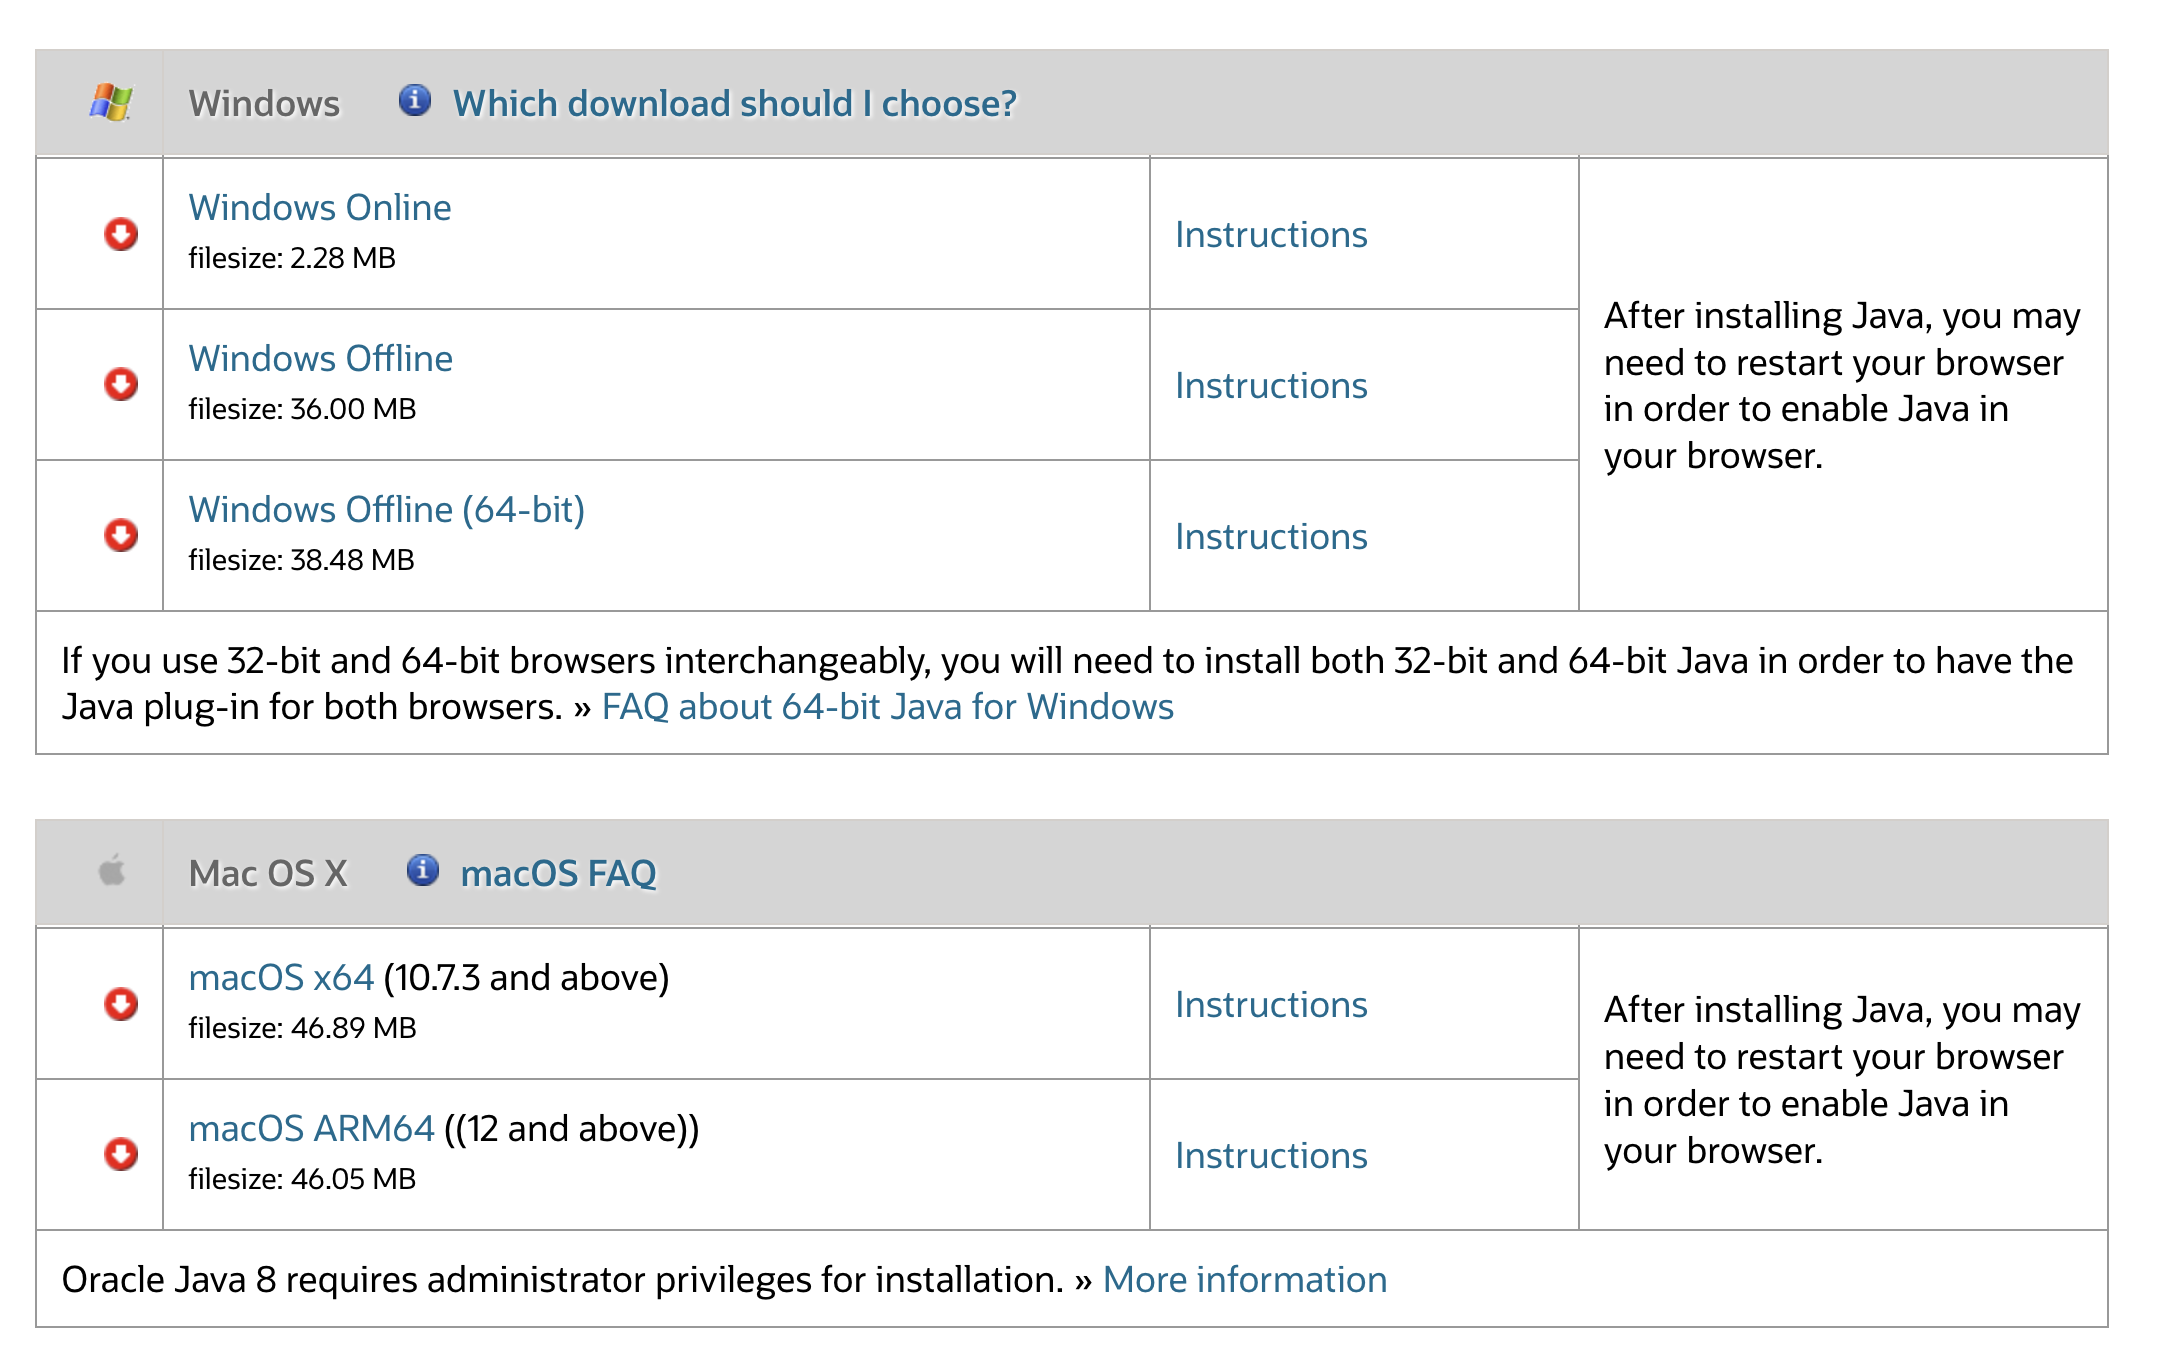 Windows Which download should I choose?
Windows Online
filesize: 2.28 MB
Instructions
Windows Offline
filesize: 36.00 MB
Instructions
Windows Offline (64-bit)
filesize: 38.48 MB
Instructions
After installing Java, you may
need to restart your browser
in order to enable Java in
your browser.
If you use 32-bit and 64-bit browsers interchangeably, you will need to install both 32-bit and 64-bit Java in order to have the
Java plug-in for both browsers. » FAQ about 64-bit Java for Windows
Mac OS X macOS FAQ
macOS x64 (10.7.3 and above)
filesize: 46.89 MB
Instructions
macOS ARM64 ((12 and above))
filesize: 46.05 MB
Instructions
After installing Java, you may
need to restart your browser
in order to enable Java in
your browser.
Oracle Java 8 requires administrator privileges for installation. » More information